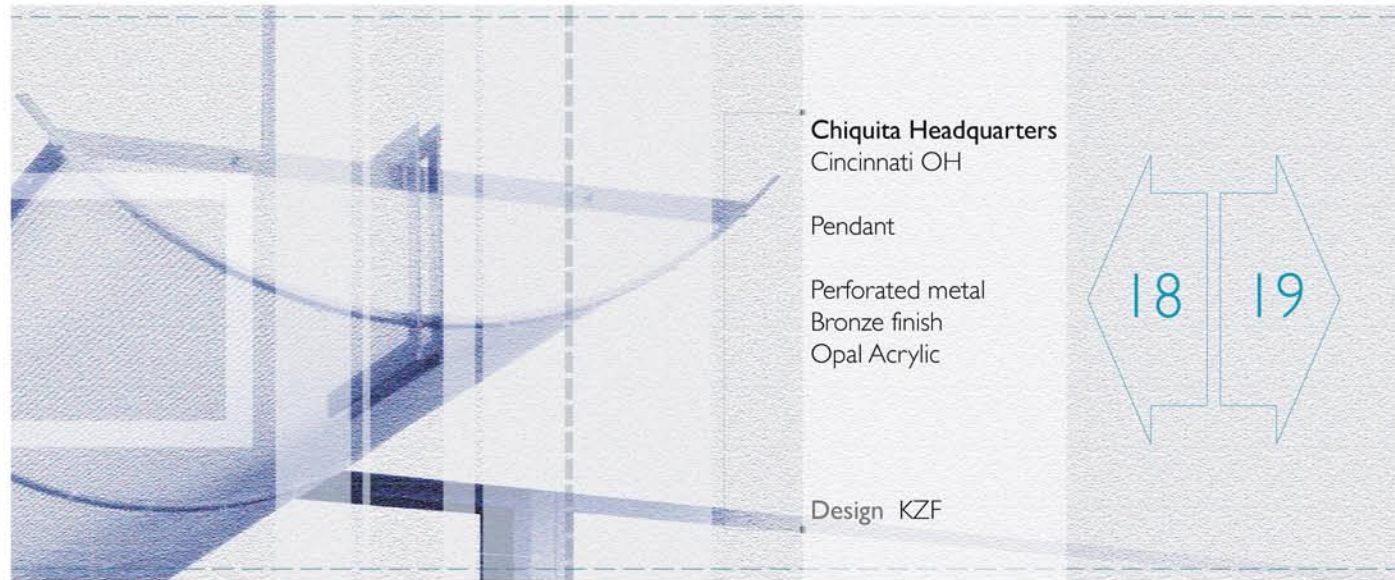 Chiquita Headquarters
Cincinnati OH
Pendant
Perforated metal
Bronze finish
Opal Acrylic
Design KZF
18 19